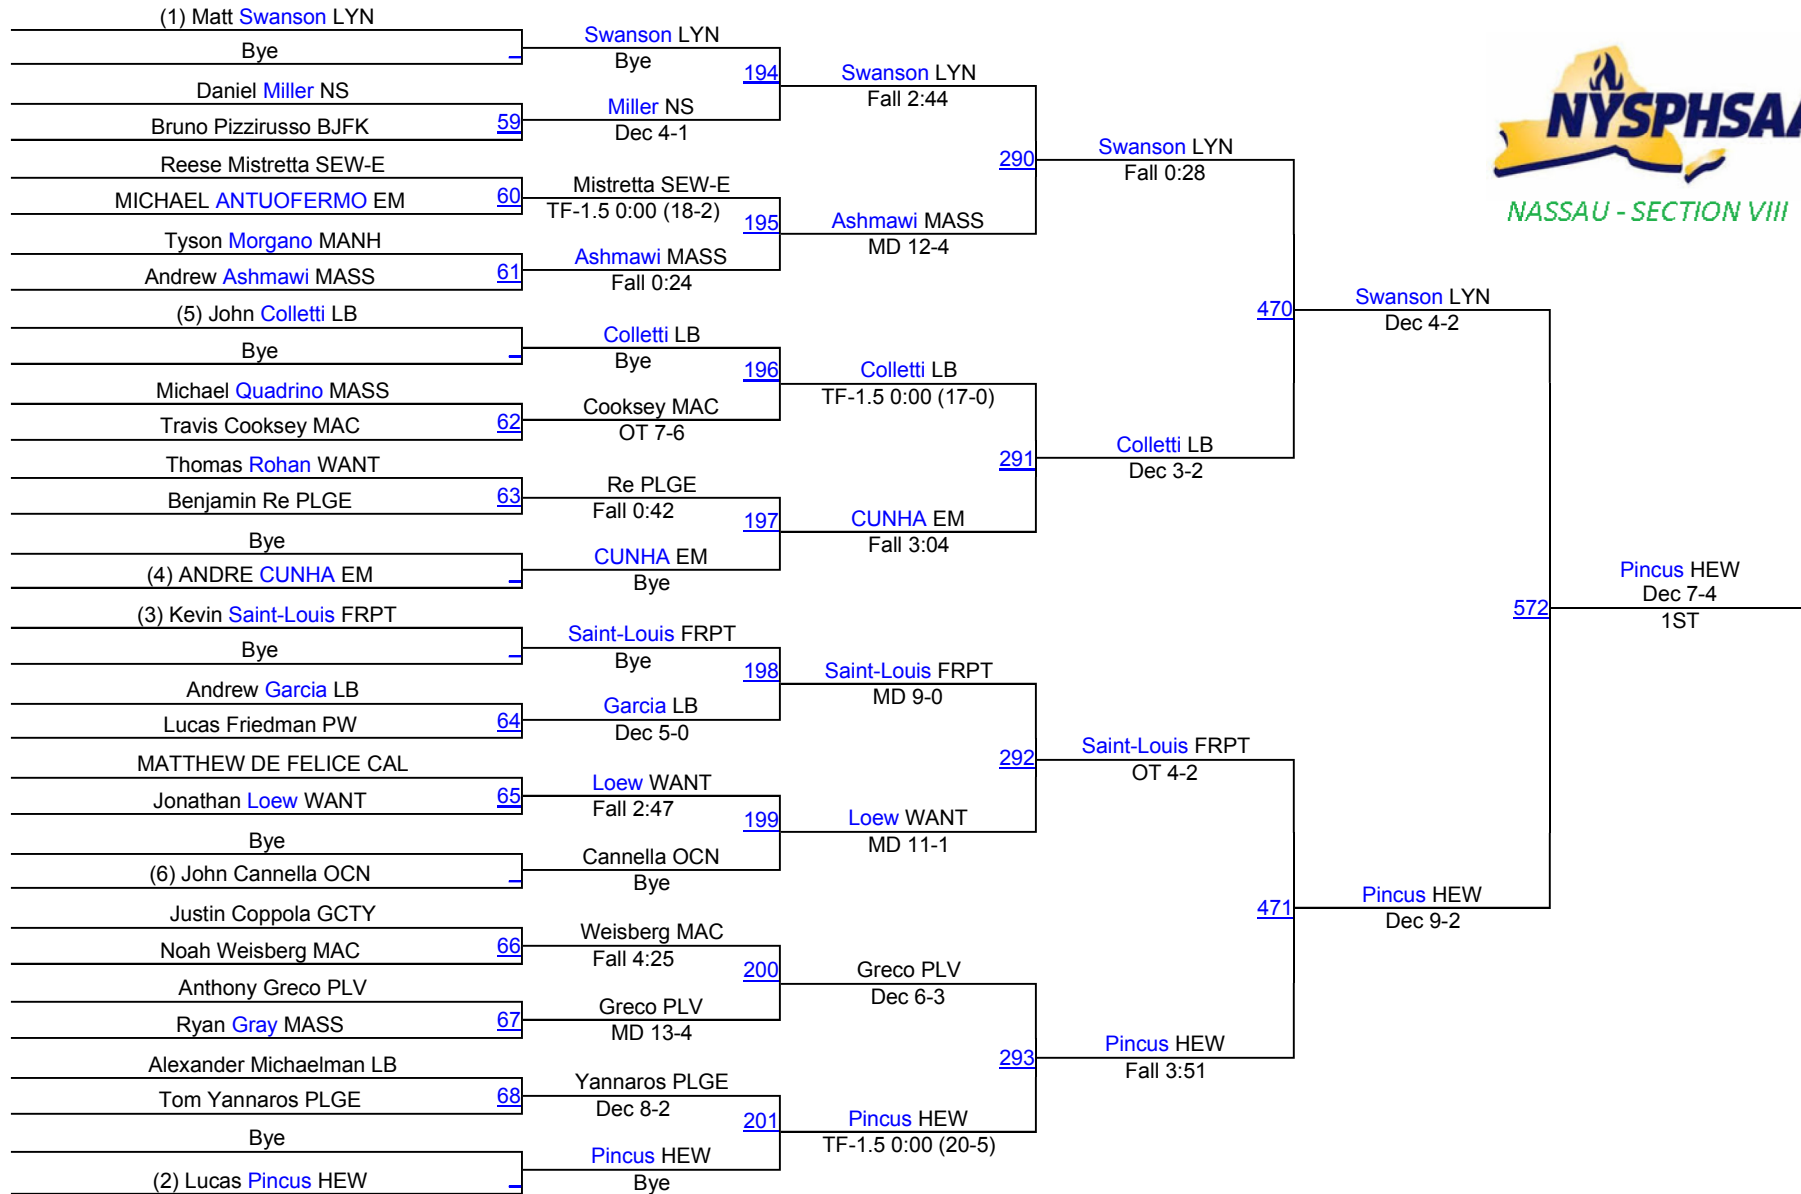 (1) Matt Swanson LYN
Bye
Daniel Miller NS
Bruno Pizzirusso BJFK
59
Reese Mistretta SEW-E
MICHAEL ANTUOFERMO EM
60
Tyson Morgano MANH
Andrew Ashmawi MASS
61
(5) John Colletti LB
Bye
Michael Quadrino MASS
Travis Cooksey MAC
62
Thomas Rohan WANT
Benjamin Re PLGE
63
Bye
(4) ANDRE CUNHA EM
(3) Kevin Saint-Louis FRPT
Bye
Andrew Garcia LB
Lucas Friedman PW
64
MATTHEW DE FELICE CAL
Jonathan Loew WANT
65
Bye
(6) John Cannella OCN
Justin Coppola GCTY
Noah Weisberg MAC
66
Anthony Greco PLV
Ryan Gray MASS
67
Alexander Michaelman LB
Tom Yannaros PLGE
68
Bye
(2) Lucas Pincus HEW
Swanson LYN
Bye
194
Miller NS
Dec 4-1
Mistretta SEW-E
TF-1.5 0:00 (18-2)
195
Ashmawi MASS
Fall 0:24
Colletti LB
Bye
196
Cooksey MAC
OT 7-6
Re PLGE
Fall 0:42
197
CUNHA EM
Bye
Saint-Louis FRPT
Bye
198
Garcia LB
Dec 5-0
Loew WANT
Fall 2:47
199
Cannella OCN
Bye
Weisberg MAC
Fall 4:25
200
Greco PLV
MD 13-4
Yannaros PLGE
Dec 8-2
201
Pincus HEW
Bye
Swanson LYN
Fall 2:44
290
Ashmawi MASS
MD 12-4
Colletti LB
TF-1.5 0:00 (17-0)
291
CUNHA EM
Fall 3:04
Saint-Louis FRPT
MD 9-0
292
Loew WANT
MD 11-1
Greco PLV
Dec 6-3
293
Pincus HEW
TF-1.5 0:00 (20-5)
Swanson LYN
Fall 0:28
470
Colletti LB
Dec 3-2
Saint-Louis FRPT
OT 4-2
471
Pincus HEW
Fall 3:51
Swanson LYN
Dec 4-2
572
Pincus HEW
Dec 9-2
Pincus HEW
Dec 7-4
1ST
NYSPHSAA
NASSAU - SECTION VIII